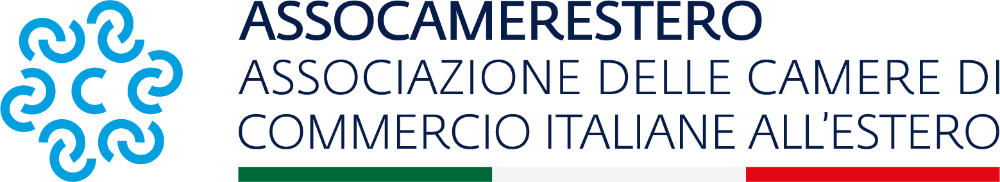 ASSOCAMERESTERO
ASSOCIAZIONE DELLE CAMERE DI
COMMERCIO ITALIANE ALL’ESTERO